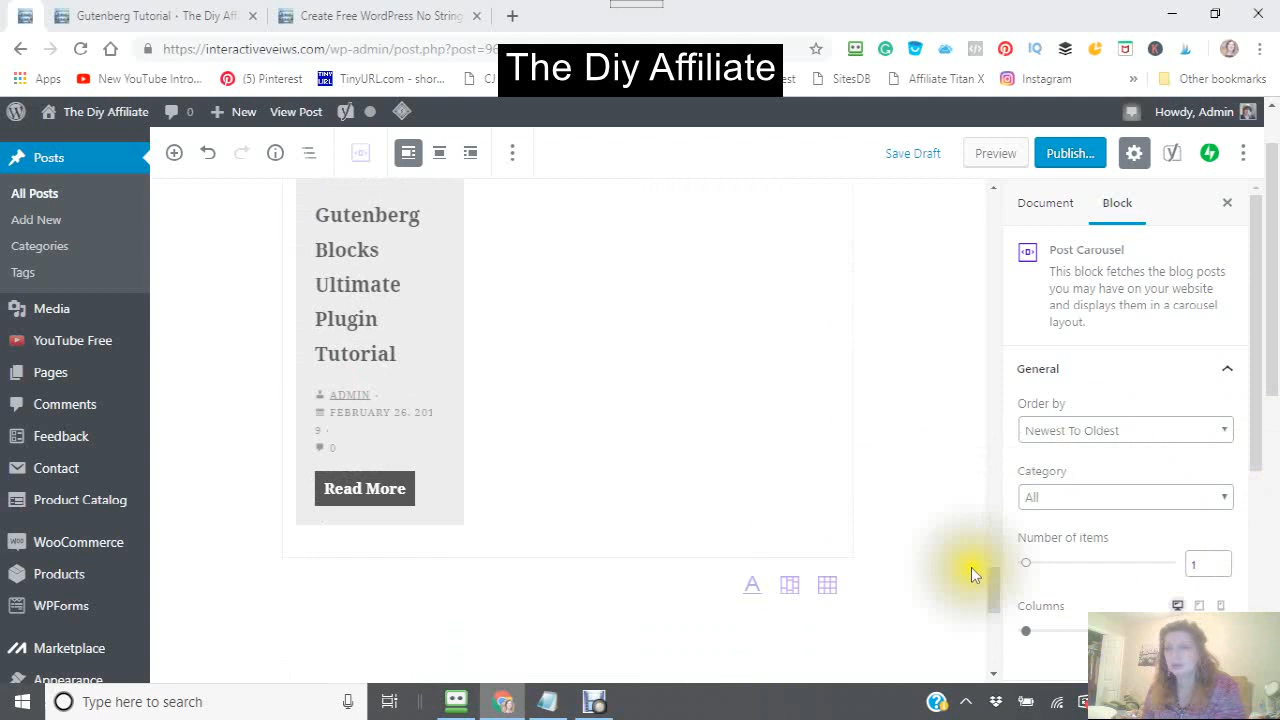 Gutenberg Tutorial - The Diy Affili
Create Free WordPress No String
https://interactiveveiws.com/wp-admin/post.php?post=96
The Diy Affiliate
Apps
New YouTube Intro...
(5) Pinterest
TinyURL.com - shor...
CJ
SitesDB
Affiliate Titan X
Instagram
»
Other bookmarks
The DIY Affiliate
0
New
View Post
Howdy, Admin
Posts
All Posts
Add New
Categories
Tags
Media
YouTube Free
Pages
Comments
Feedback
Contact
Product Catalog
WooCommerce
Products
WPForms
Marketplace
Appearance
Save Draft
Preview
Publish...
Gutenberg
Blocks
Ultimate
Plugin
Tutorial
ADMIN ·
FEBRUARY 26, 201
9 ·
0
Read More
Document
Block
Post Carousel
This block fetches the blog posts
you may have on your website
and displays them in a carousel
layout.
General
Order by
Newest To Oldest
Category
All
Number of items
1
Columns
Type here to search